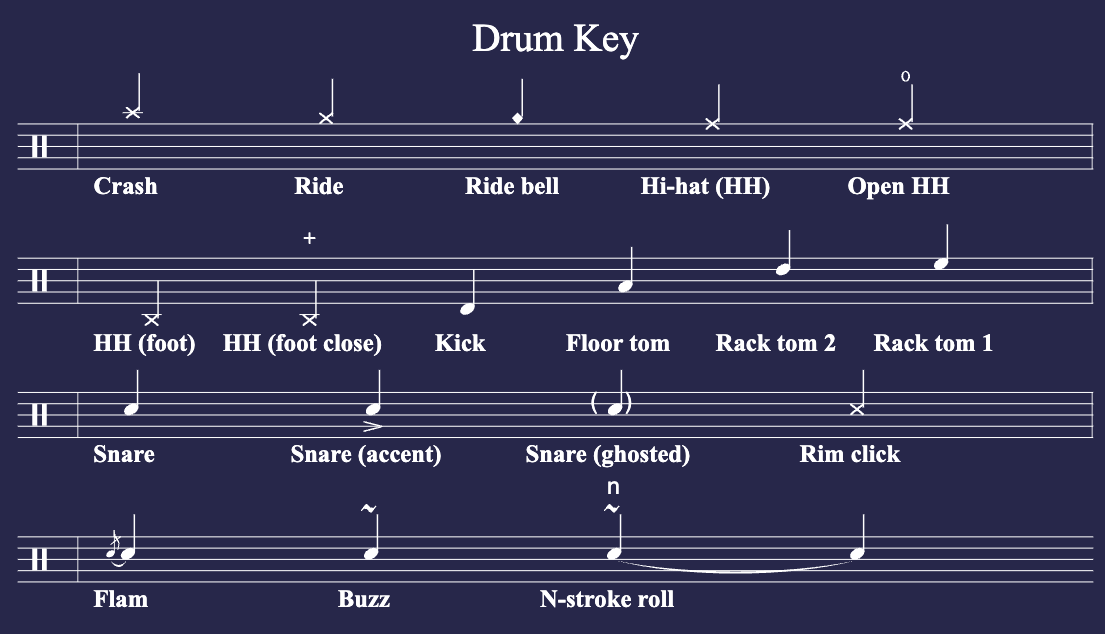 Drum Key
o
Crash Ride Ride bell Hi-hat (HH) Open HH
+
HH (foot) HH (foot close) Kick Floor tom Rack tom 2 Rack tom 1
( )
>
Snare Snare (accent) Snare (ghosted) Rim click
n
~ ~
Flam Buzz N-stroke roll